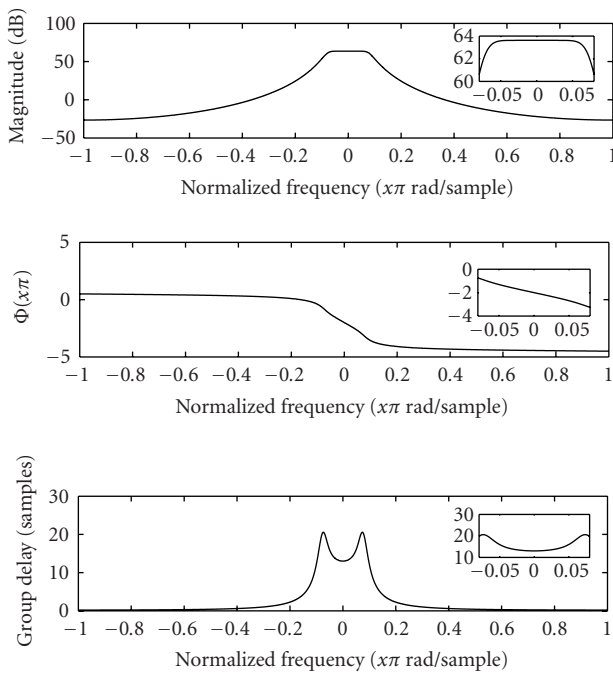 Magnitude (dB)
100
50
0
−50
64
62
60
−0.05 0 0.05
−1 −0.8 −0.6 −0.4 −0.2 0 0.2 0.4 0.6 0.8 1
Normalized frequency (xπ rad/sample)
Φ(xπ)
5
0
−5
0
−2
−4
−0.05 0 0.05
−1 −0.8 −0.6 −0.4 −0.2 0 0.2 0.4 0.6 0.8 1
Normalized frequency (xπ rad/sample)
Group delay (samples)
30
20
10
0
30
20
10
−0.05 0 0.05
−1 −0.8 −0.6 −0.4 −0.2 0 0.2 0.4 0.6 0.8 1
Normalized frequency (xπ rad/sample)